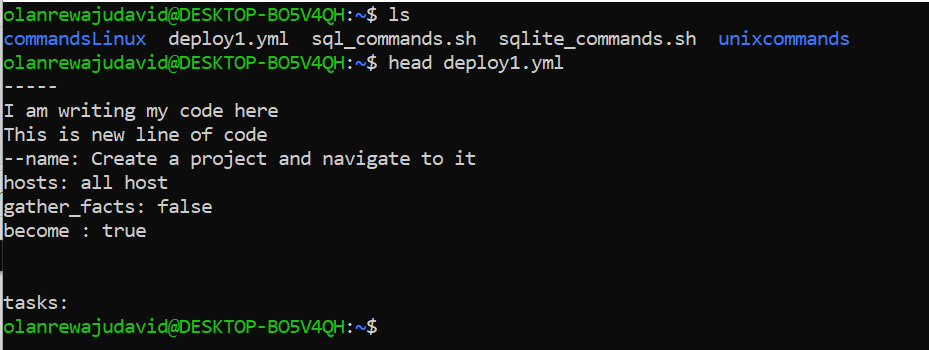 olanrewajudavid@DESKTOP-BO5V4QH:~$ ls
commandsLinux  deploy1.yml  sql_commands.sh  sqlite_commands.sh  unixcommands
olanrewajudavid@DESKTOP-BO5V4QH:~$ head deploy1.yml
-----
I am writing my code here
This is new line of code
--name: Create a project and navigate to it
hosts: all host
gather_facts: false
become : true
tasks:
olanrewajudavid@DESKTOP-BO5V4QH:~$